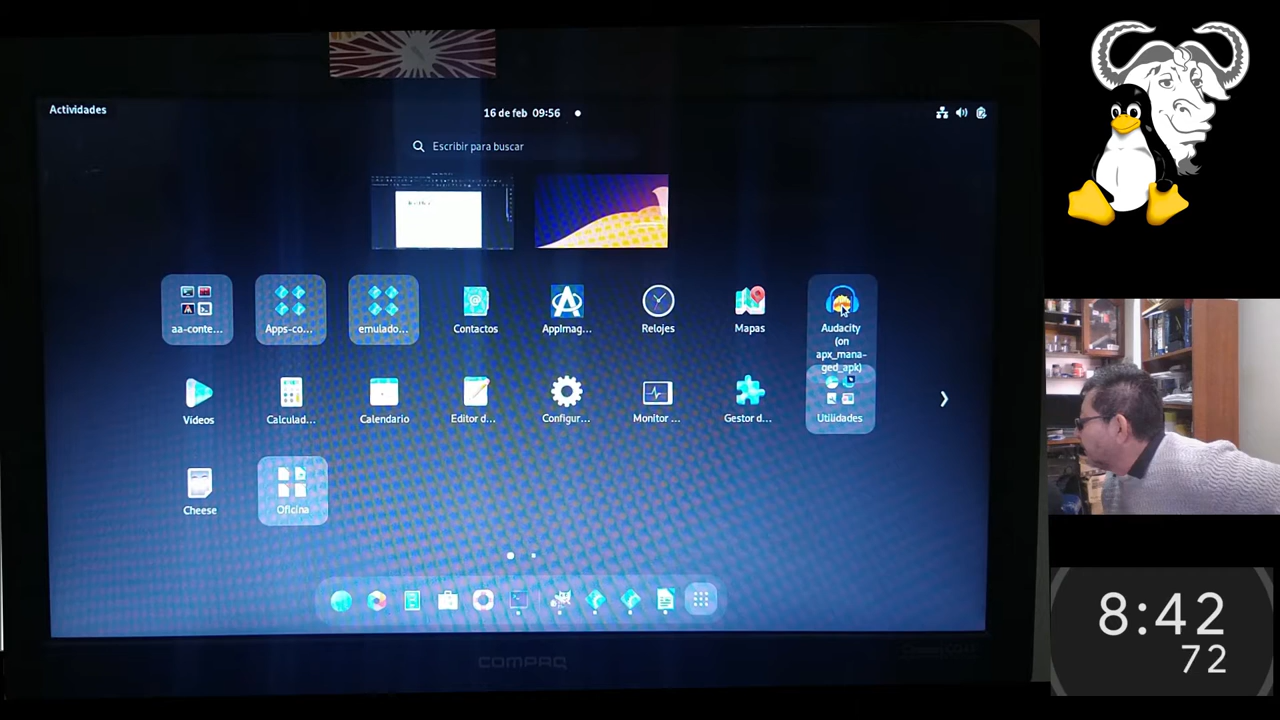 Actividades
16 de feb 09:56
Escribir para buscar
aa-conte...
Apps-co...
emulado...
Contactos
AppImag...
Relojes
Mapas
Audacity
(on
apx_mana-
ged_apk)
Vídeos
Calculad...
Calendario
Editor d...
Configur...
Monitor ...
Gestor d...
Utilidades
Cheese
Oficina
COMPAQ
8:42
72